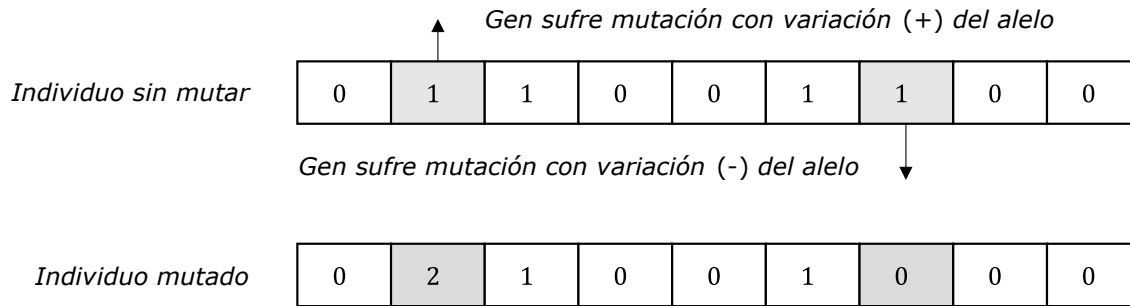 Gen sufre mutación con variación (+) del alelo
Individuo sin mutar 0 1 1 0 0 1 1 0 0
Gen sufre mutación con variación (-) del alelo
Individuo mutado 0 2 1 0 0 1 0 0 0